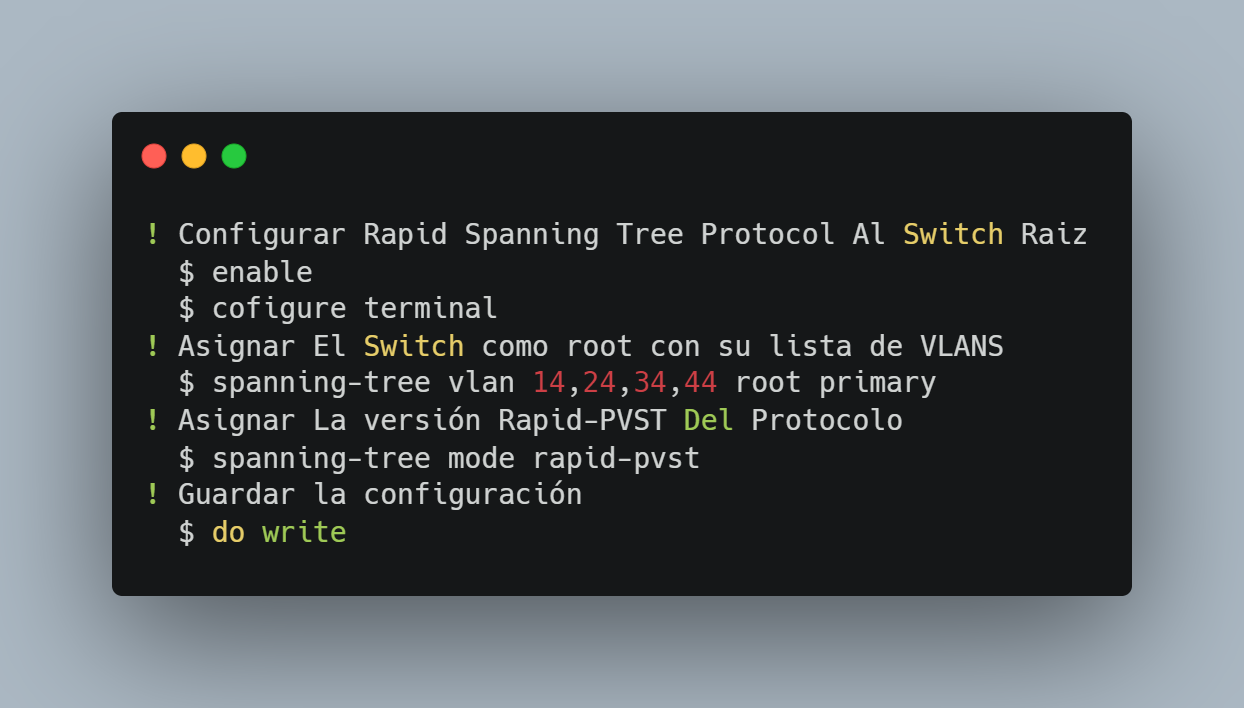 ! Configurar Rapid Spanning Tree Protocol Al Switch Raiz
$ enable
$ cofigure terminal
! Asignar El Switch como root con su lista de VLANS
$ spanning-tree vlan 14,24,34,44 root primary
! Asignar La versión Rapid-PVST Del Protocolo
$ spanning-tree mode rapid-pvst
! Guardar la configuración
$ do write